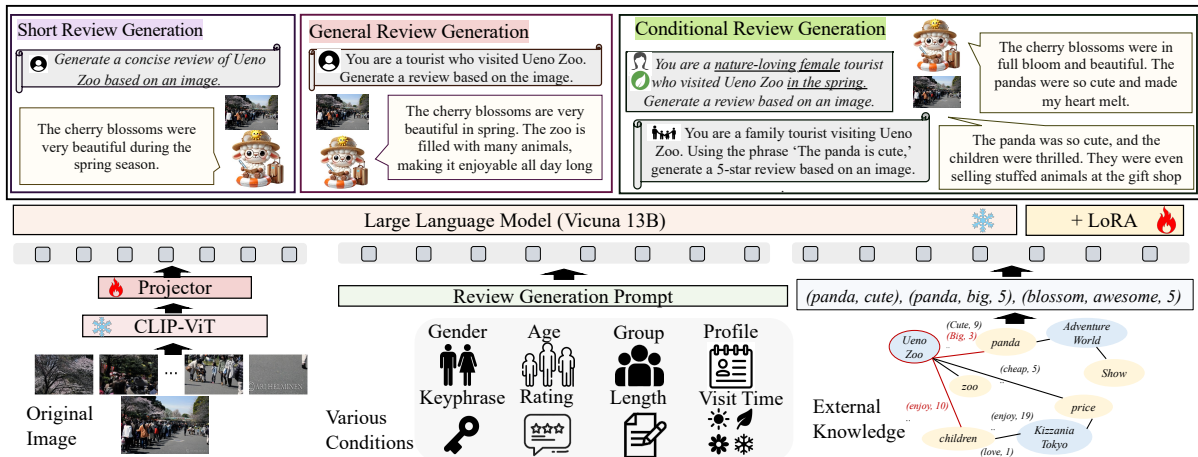 Short Review Generation
Generate a concise review of Ueno
Zoo based on an image.
The cherry blossoms were
very beautiful during the
spring season.
General Review Generation
You are a tourist who visited Ueno Zoo.
Generate a review based on the image.
The cherry blossoms are very
beautiful in spring. The zoo is
filled with many animals,
making it enjoyable all day long
Conditional Review Generation
You are a nature-loving female tourist
who visited Ueno Zoo in the spring.
Generate a review based on an image.
The cherry blossoms were in
full bloom and beautiful. The
pandas were so cute and made
my heart melt.
You are a family tourist visiting Ueno
Zoo. Using the phrase ‘The panda is cute,’
generate a 5-star review based on an image.
The panda was so cute, and the
children were thrilled. They were even
selling stuffed animals at the gift shop
Large Language Model (Vicuna 13B)
+ LoRA
Projector
CLIP-ViT
Original
Image
Review Generation Prompt
Gender
Age
Group
Profile
Keyphrase
Rating
Length
Visit Time
Various
Conditions
(panda, cute), (panda, big, 5), (blossom, awesome, 5)
External
Knowledge
Ueno
Zoo
(Cute, 9)
(Big, 3)
..
panda
Adventure
World
Show
(cheap, 5)
..
zoo
price
(enjoy, 10)
..
(enjoy, 19)
..
children
(love, 1)
Kizzania
Tokyo